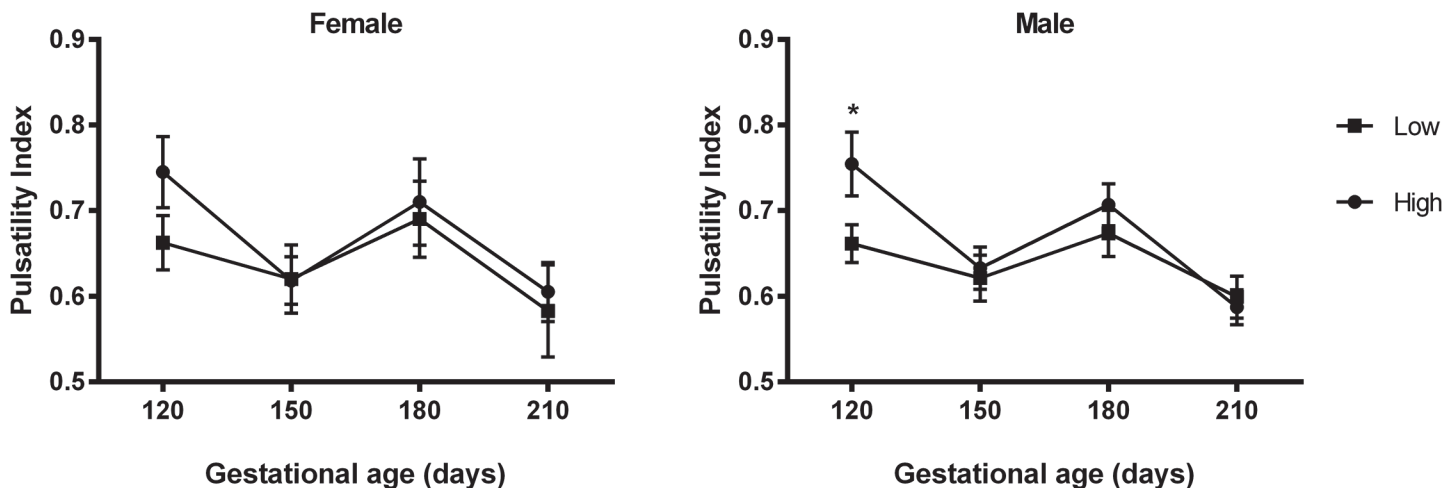 Female
0.9
0.8
0.7
0.6
0.5
Pulsatility Index
120 150 180 210
Gestational age (days)
Male
0.9
0.8
0.7
0.6
0.5
Pulsatility Index
*
120 150 180 210
Gestational age (days)
Low
High